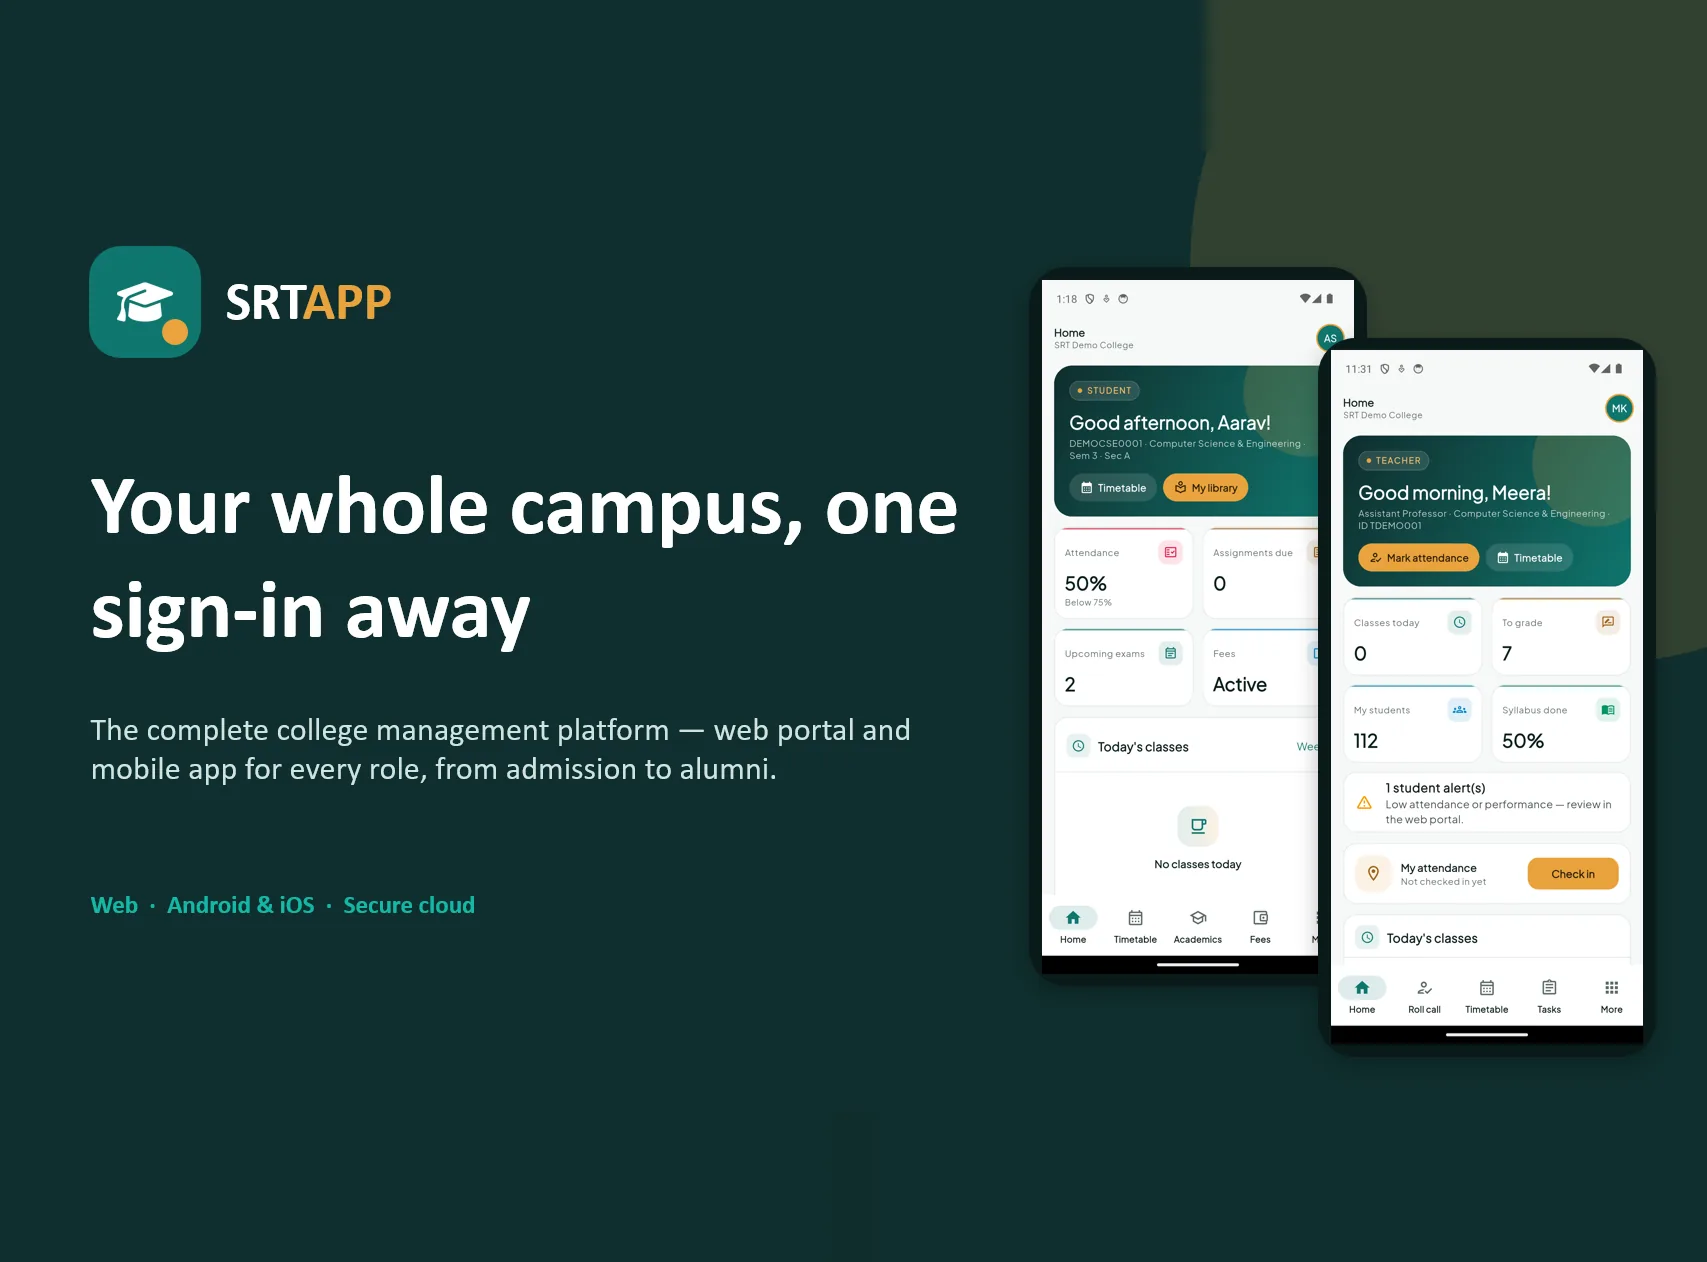 SRTAPP
Your whole campus, one
sign-in away
The complete college management platform — web portal and
mobile app for every role, from admission to alumni.
Web · Android & iOS · Secure cloud
1:18
Home
SRT Demo College
AS
STUDENT
Good afternoon, Aarav!
DEMOCSE0001 · Computer Science & Engineering ·
Sem 3 · Sec A
Timetable
My library
Attendance
50%
Below 75%
Assignments due
0
Upcoming exams
2
Fees
Active
Today's classes
Wee
No classes today
Home
Timetable
Academics
Fees
M
11:31
Home
SRT Demo College
MK
TEACHER
Good morning, Meera!
Assistant Professor · Computer Science & Engineering ·
ID TDEMO001
Mark attendance
Timetable
Classes today
0
To grade
7
My students
112
Syllabus done
50%
1 student alert(s)
Low attendance or performance — review in
the web portal.
My attendance
Not checked in yet
Check in
Today's classes
Home
Roll call
Timetable
Tasks
More